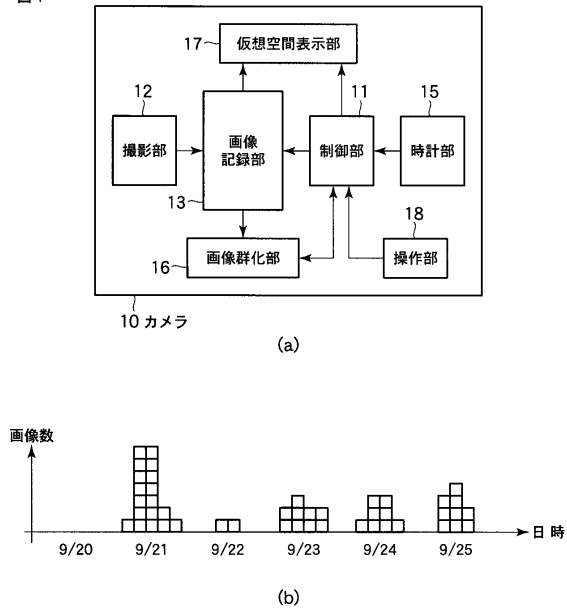 17
仮想空間表示部
12
11
15
撮影部
画像
記録部
制御部
時計部
13
18
16
画像群化部
操作部
10 カメラ
(a)
画像数
日時
9/20 9/21 9/22 9/23 9/24 9/25
(b)